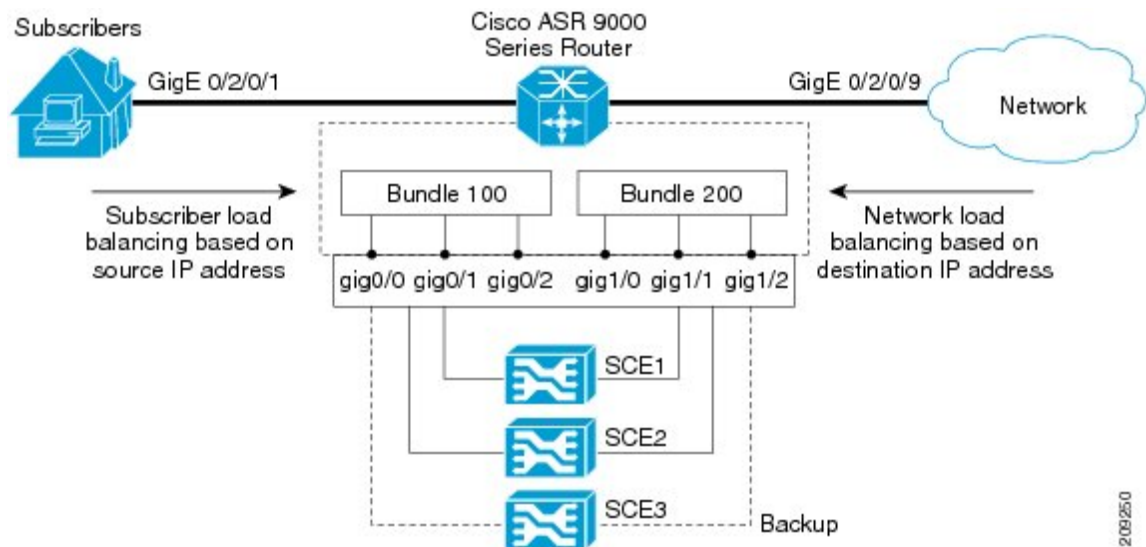 Subscribers
Cisco ASR 9000
Series Router
GigE 0/2/0/1
GigE 0/2/0/9
Network
Bundle 100
Bundle 200
Subscriber load
balancing based on
source IP address
Network load
balancing based on
destination IP address
gig0/0 gig0/1 gig0/2 gig1/0 gig1/1 gig1/2
SCE1
SCE2
SCE3
Backup
209250